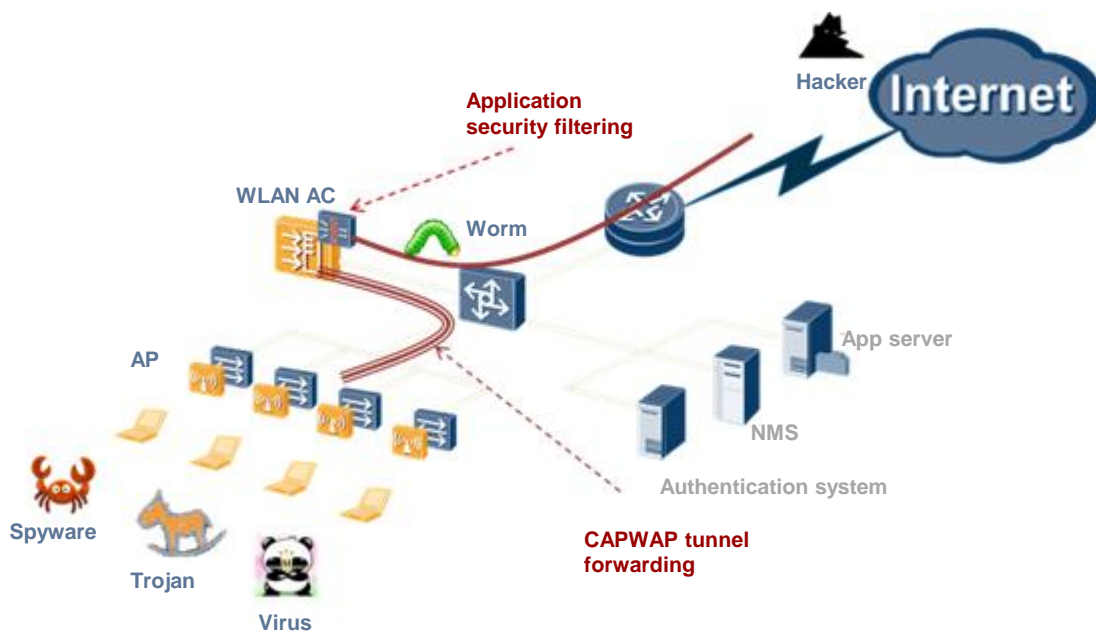 Hacker
Internet
Application
security filtering
WLAN AC
Worm
App server
AP
NMS
Authentication system
Spyware
CAPWAP tunnel
forwarding
Trojan
Virus